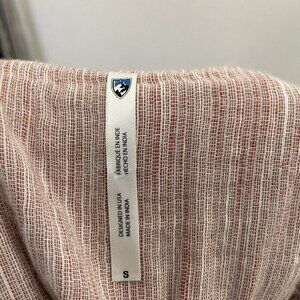 FABRIQUÉ EN INDE
HECHO EN INDIA
DESIGNED IN USA
MADE IN INDIA
S